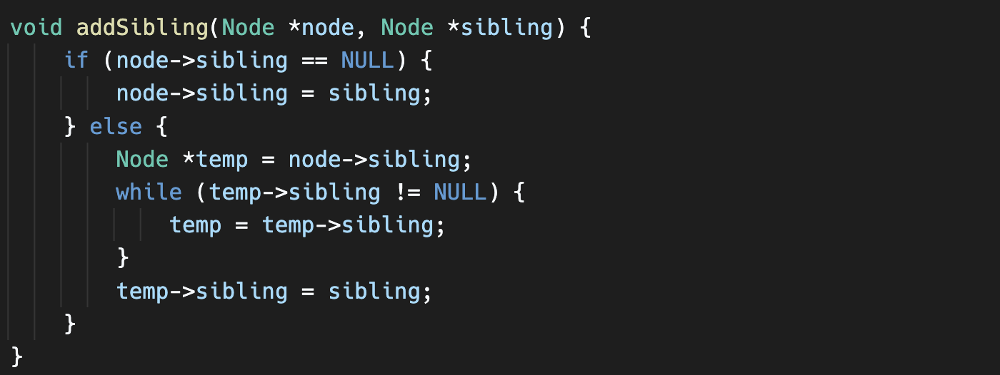 void addSibling(Node *node, Node *sibling) {
    if (node->sibling == NULL) {
        node->sibling = sibling;
    } else {
        Node *temp = node->sibling;
        while (temp->sibling != NULL) {
            temp = temp->sibling;
        }
        temp->sibling = sibling;
    }
}